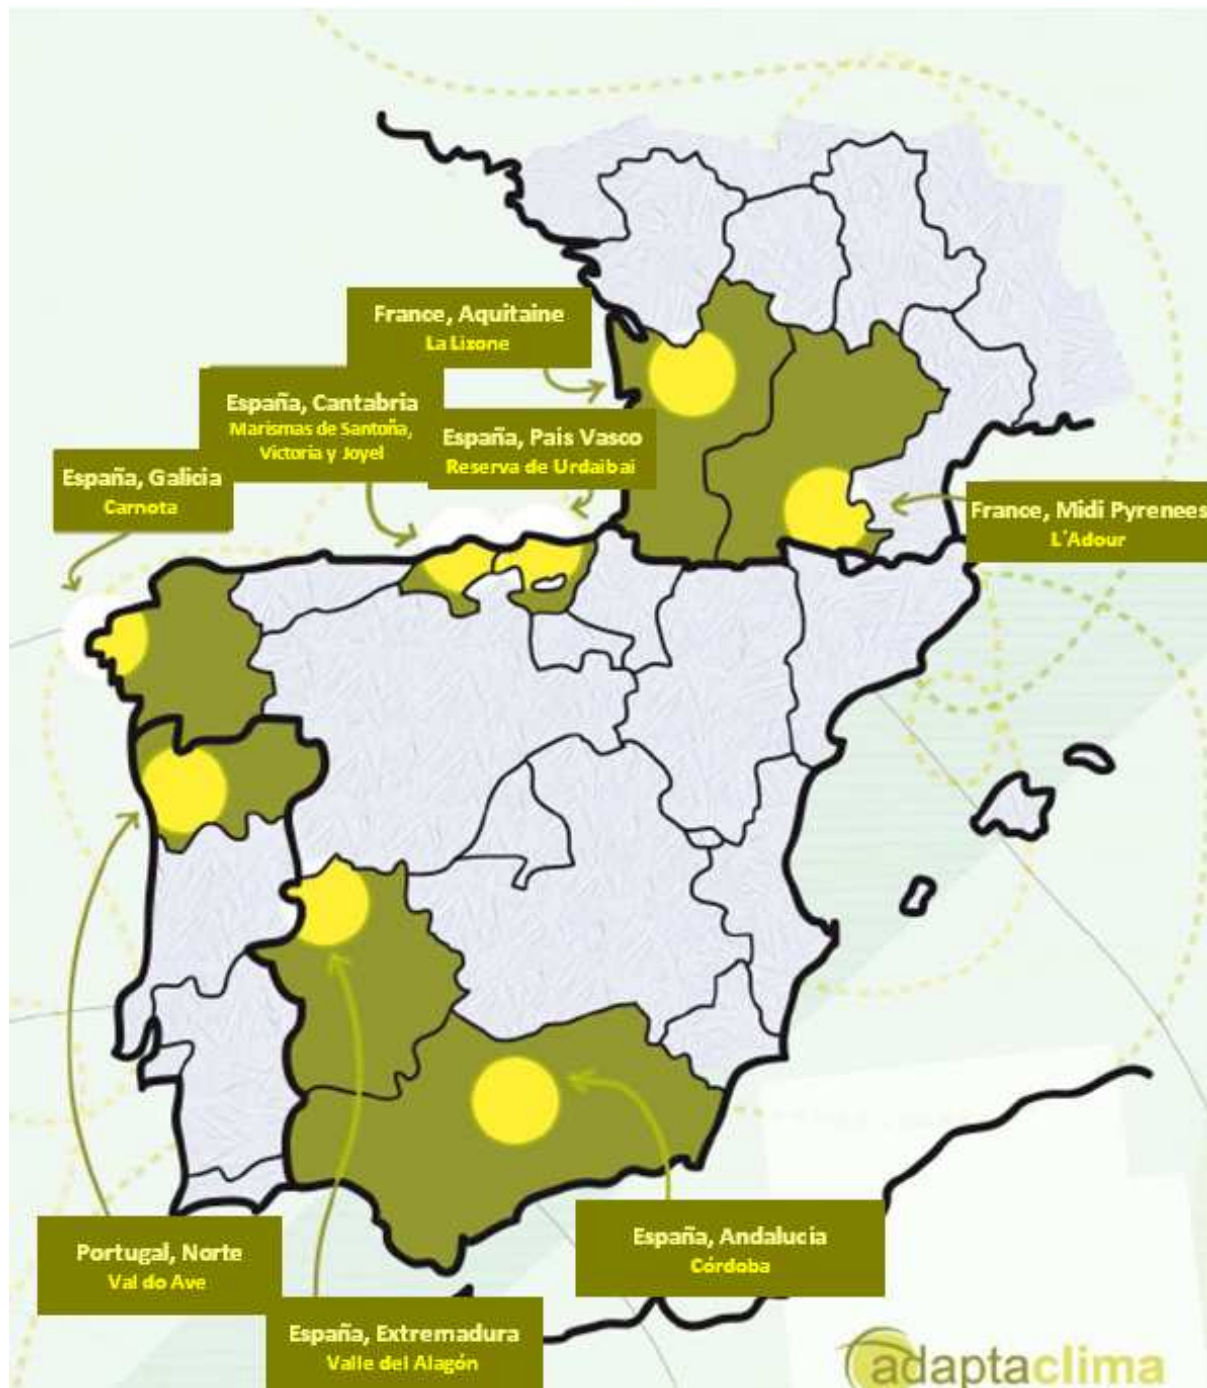 France, Aquitaine
La Lizone
España, Cantabria
Marismas de Santoña,
Victoria y Joyel
España, Pais Vasco
Reserva de Urdaibai
España, Galicia
Carnota
France, Midi Pyrenees
L'Adour
Portugal, Norte
Val do Ave
España, Andalucia
Córdoba
España, Extremadura
Valle del Alagón
adaptaclima